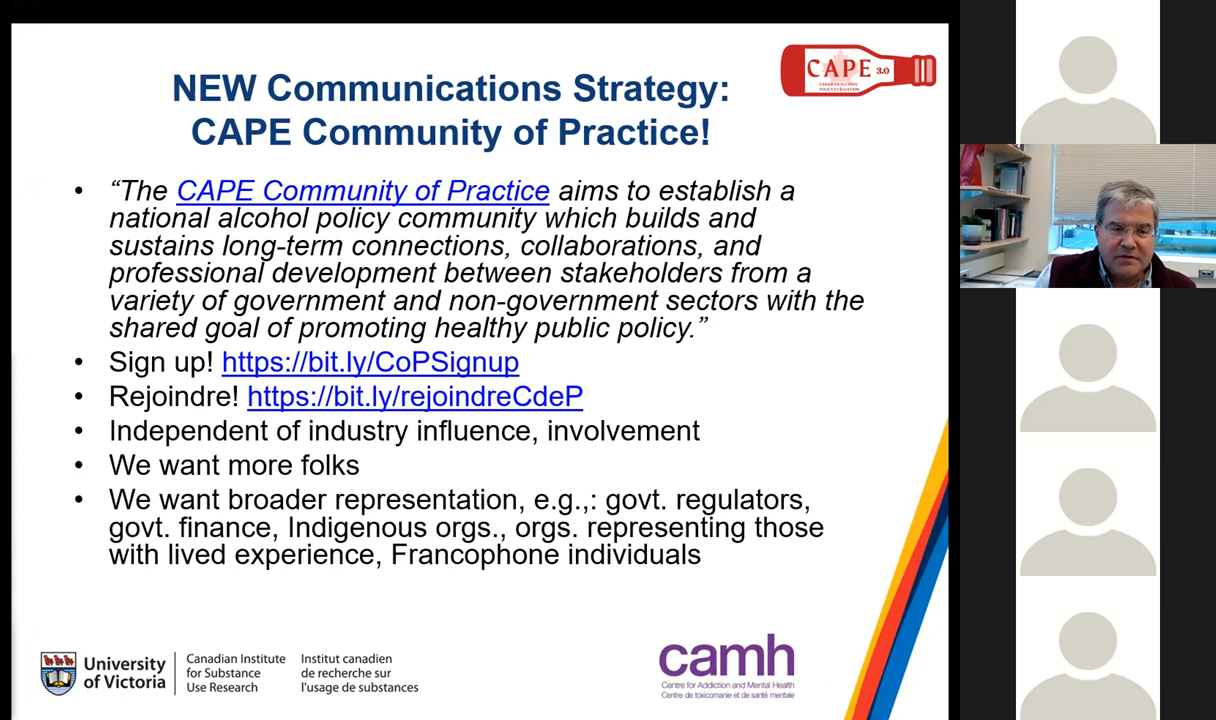 NEW Communications Strategy:
CAPE Community of Practice!
CAPE 3.0
CANADIAN ALCOHOL
POLICY EVALUATION
• “The CAPE Community of Practice aims to establish a
national alcohol policy community which builds and
sustains long-term connections, collaborations, and
professional development between stakeholders from a
variety of government and non-government sectors with the
shared goal of promoting healthy public policy.”
• Sign up! https://bit.ly/CoPSignup
• Rejoindre! https://bit.ly/rejoindreCdeP
• Independent of industry influence, involvement
• We want more folks
• We want broader representation, e.g.,: govt. regulators,
govt. finance, Indigenous orgs., orgs. representing those
with lived experience, Francophone individuals
University
of Victoria
Canadian Institute
for Substance
Use Research
Institut canadien
de recherche sur
l'usage de substances
camh
Centre for Addiction and Mental Health
Centre de toxicomanie et de santé mentale